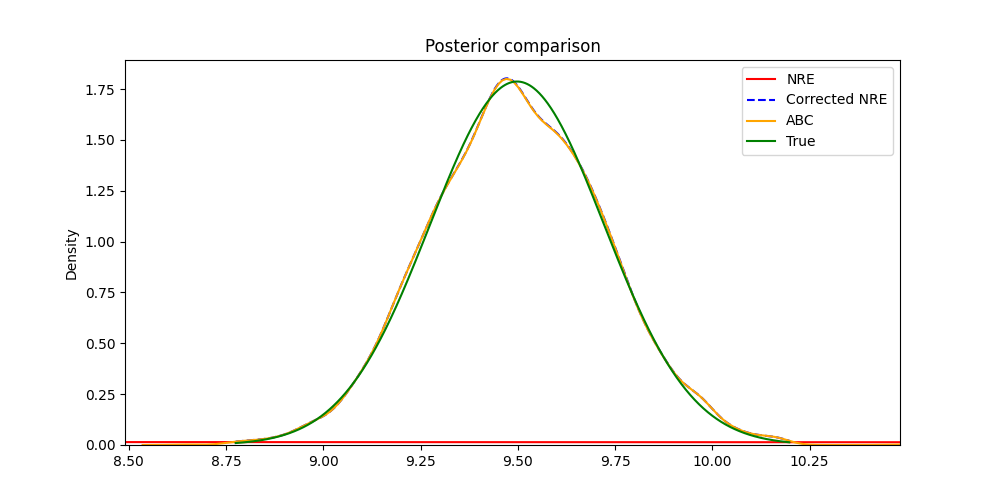 Posterior comparison
NRE
Corrected NRE
ABC
True
Density
1.75
1.50
1.25
1.00
0.75
0.50
0.25
0.00
8.50 8.75 9.00 9.25 9.50 9.75 10.00 10.25